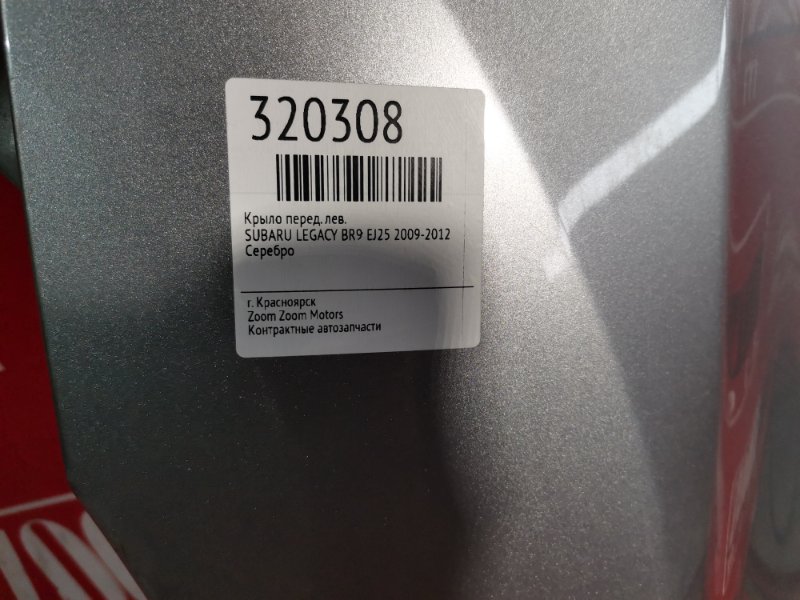 320308
Крыло перед. лев.
SUBARU LEGACY BR9 EJ25 2009-2012
Серебро
г. Красноярск
Zoom Zoom Motors
Контрактные автозапчасти